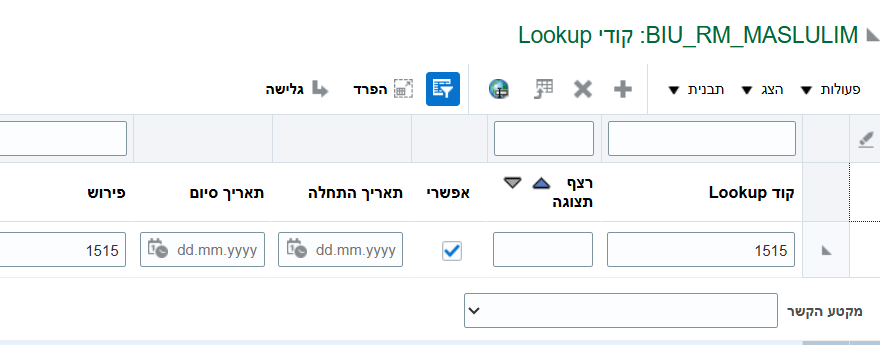 BIU_RM_MASLULIM: קודי Lookup
פעולות הצג תבנית הפרד גלישה
קוד Lookup רצף תצוגה אפשרי תאריך התחלה תאריך סיום פירוש
1515 dd.mm.yyyy dd.mm.yyyy 1515
מקטע הקשר